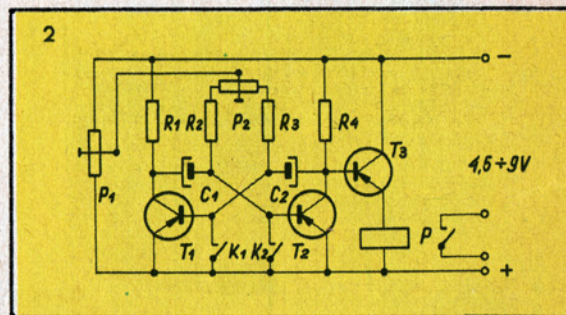 2
−
R1 R2 P2 R3 R4
P1
T3
4,5÷9V
C1 C2
P
T1 K1 K2 T2
+